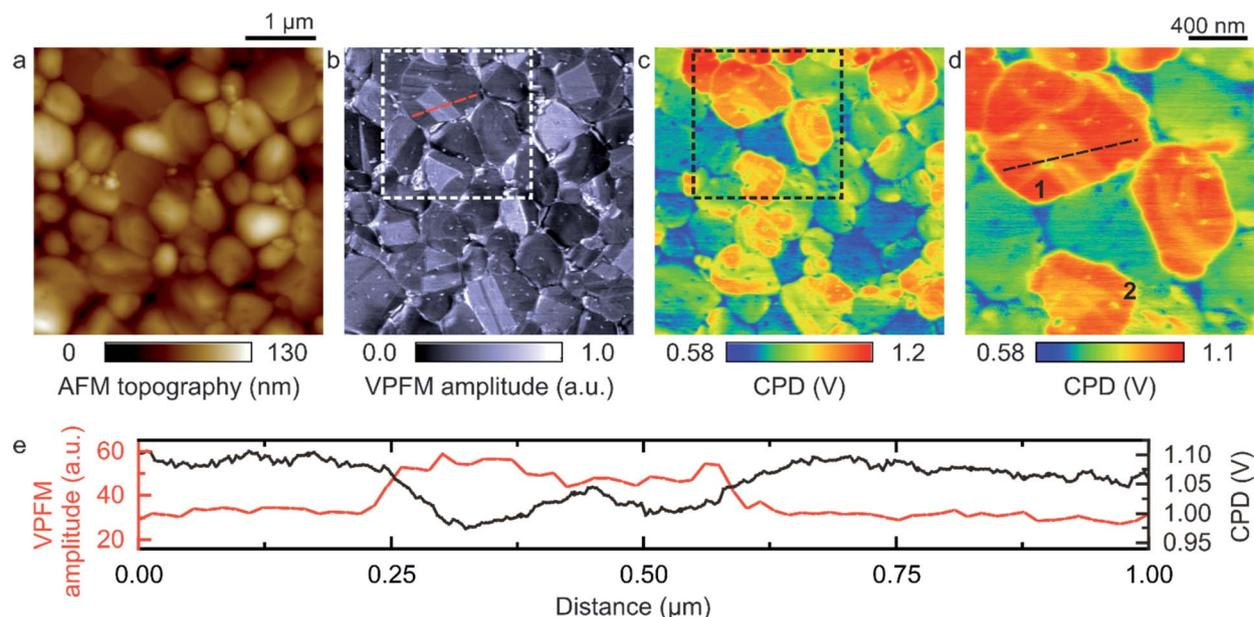 1 µm
400 nm
a
b
c
d
1
2
0 130
0.0 1.0
0.58 1.2
0.58 1.1
AFM topography (nm)
VPFM amplitude (a.u.)
CPD (V)
CPD (V)
e
VPFM
amplitude (a.u.)
60
40
20
1.10
1.05
1.00
0.95
CPD (V)
0.00 0.25 0.50 0.75 1.00
Distance (µm)